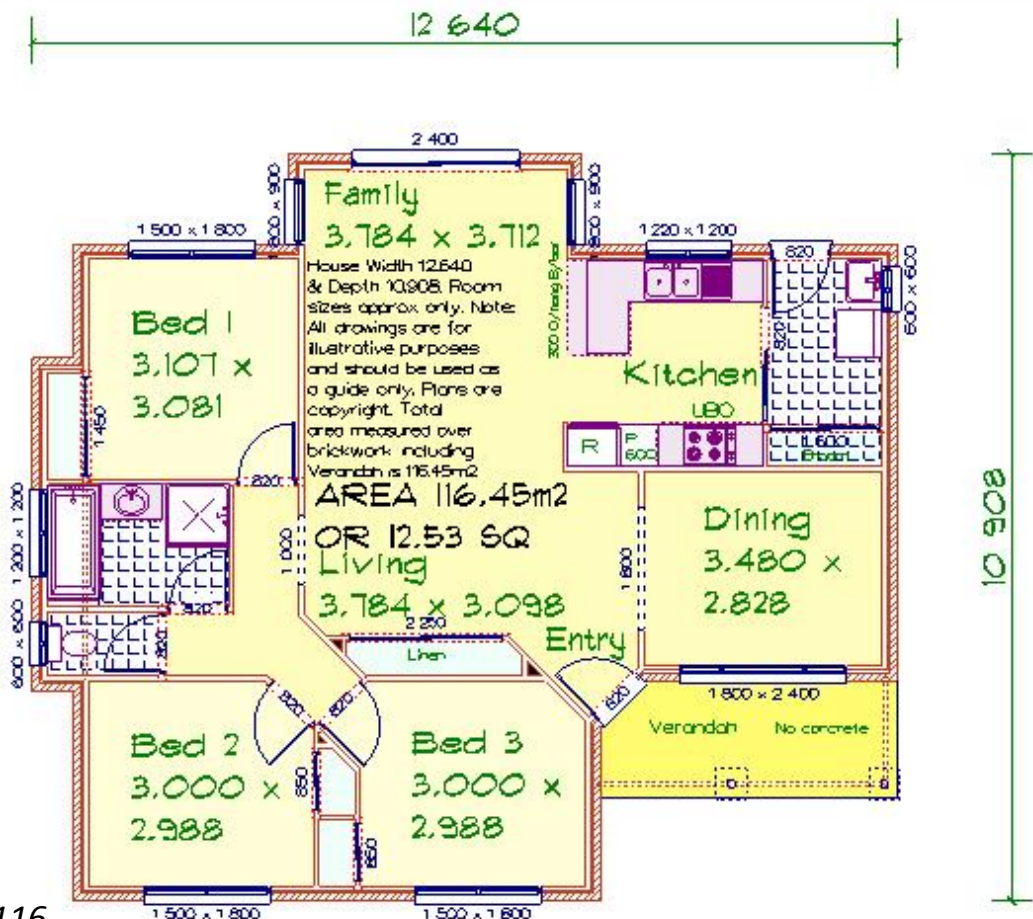 12 640
2 400
600 x 900
600 x 900
1 500 x 1 800
1 220 x 1 200
820
600 x 600
Family
3.784 x 3.712
House Width 12.640
& Depth 10.908. Room
sizes approx only. Note:
All drawings are for
illustrative purposes
and should be used as
a guide only. Plans are
copyright. Total
area measured over
brickwork including
Verandah is 116.45m2
AREA 116.45m2
OR 12.53 SQ
Bed 1
3.107 x
3.081
1 450
820
300 O/hang
Kitchen
UBO
820
R
P
600
L 600
10 908
1 200 x 1 200
1 000
Living
3.784 x 3.098
2 250
Linen
1 800
Dining
3.480 x
2.828
Entry
820
600 x 600
820
820
1 800 x 2 400
Verandah
No concrete
820
820
Bed 2
3.000 x
2.988
850
Bed 3
3.000 x
2.988
850
1 500 x 1 800
1 500 x 1 800
116